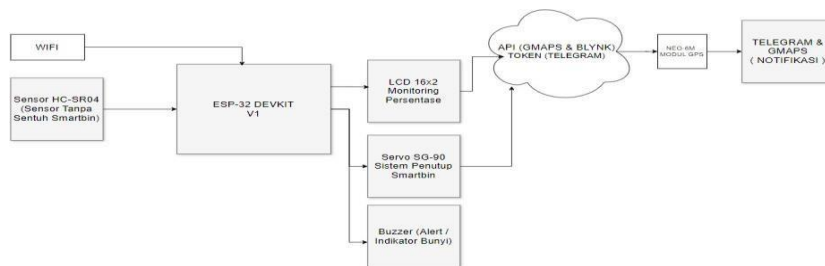 WIFI
Sensor HC-SR04
(Sensor Tanpa
Sentuh Smartbin)
ESP-32 DEVKIT
V1
LCD 16x2
Monitoring
Persentase
Servo SG-90
Sistem Penutup
Smartbin
Buzzer (Alert /
Indikator Bunyi)
API (GMAPS & BLYNK)
TOKEN (TELEGRAM)
NEO 6M
MODUL GPS
TELEGRAM &
GMAPS
( NOTIFIKASI )